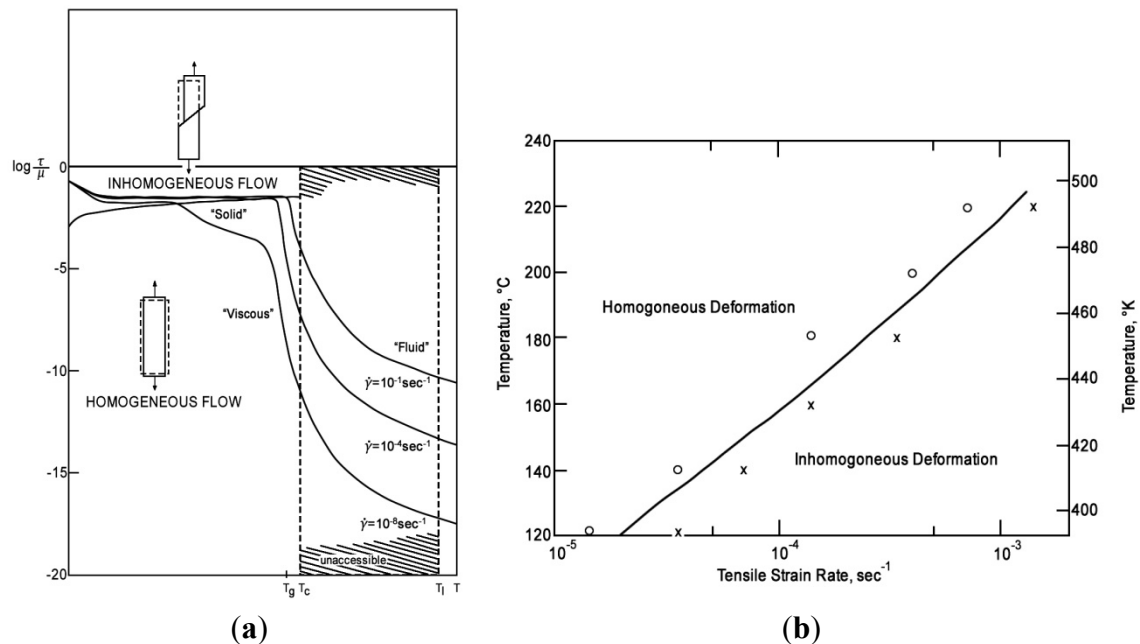 log τ/μ
0
-5
-10
-15
-20
INHOMOGENEOUS FLOW
"Solid"
"Viscous"
"Fluid"
γ̇=10⁻¹sec⁻¹
HOMOGENEOUS FLOW
γ̇=10⁻⁴sec⁻¹
γ̇=10⁻⁸sec⁻¹
unaccessible
Tg Tc Tl T
(a)
Temperature, °C
240
220
200
180
160
140
120
Homogoneous Deformation
Inhomogoneous Deformation
500
480
460
440
420
400
Temperature, °K
10⁻⁵ 10⁻⁴ 10⁻³
Tensile Strain Rate, sec⁻¹
(b)